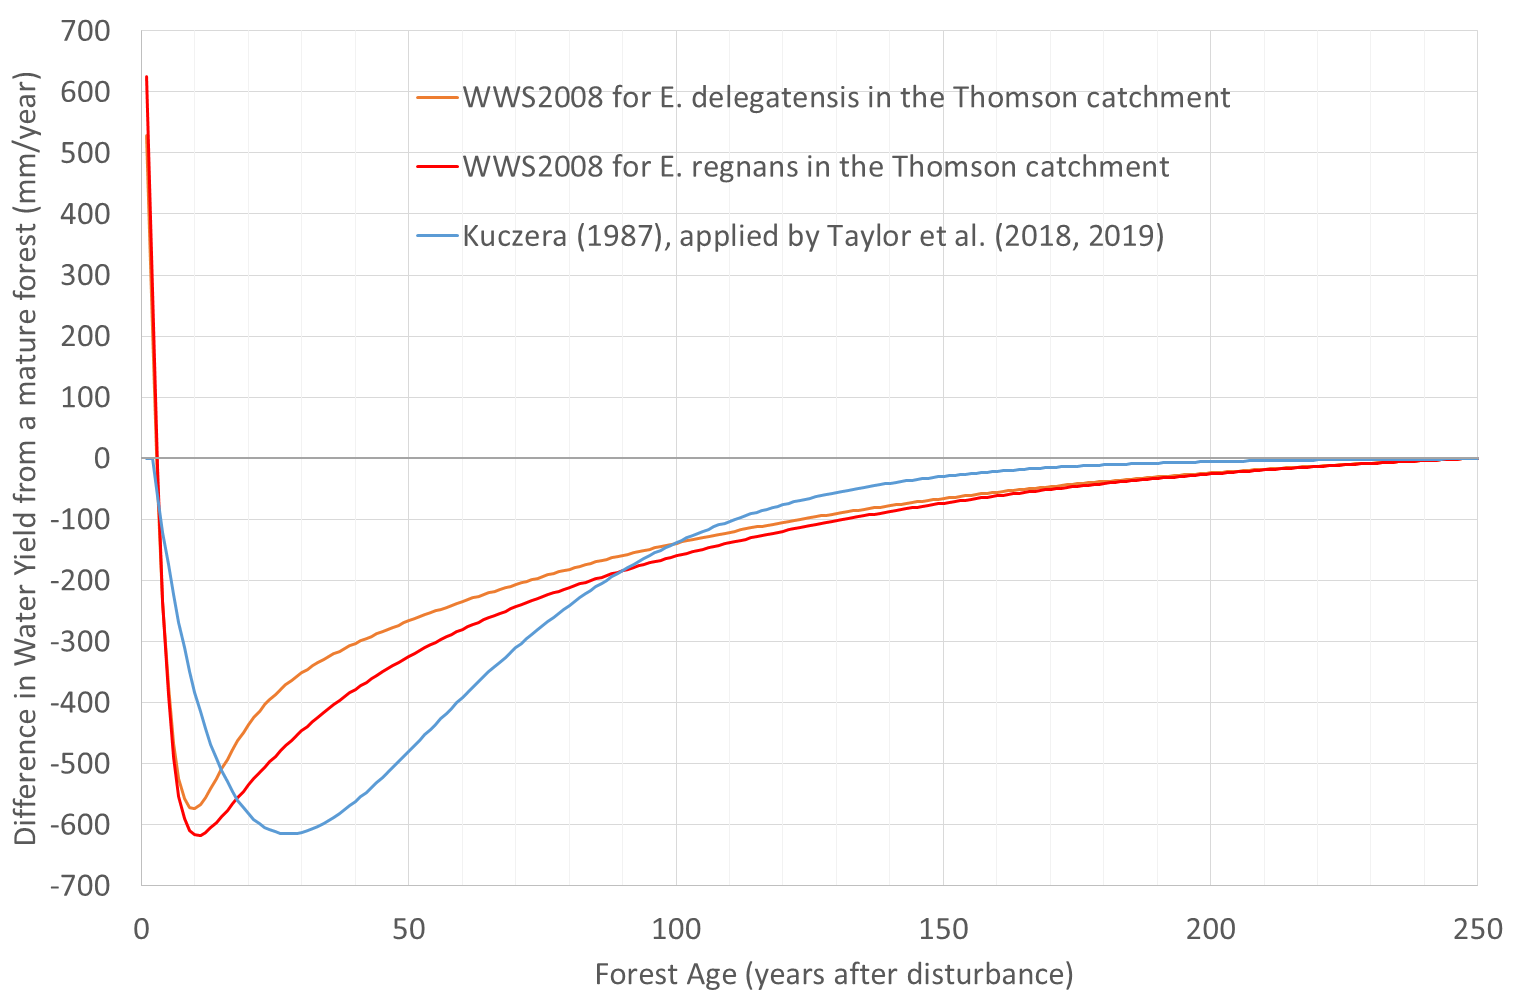 Difference in Water Yield from a mature forest (mm/year)
700
600
500
400
300
200
100
0
-100
-200
-300
-400
-500
-600
-700
WWS2008 for E. delegatensis in the Thomson catchment
WWS2008 for E. regnans in the Thomson catchment
Kuczera (1987), applied by Taylor et al. (2018, 2019)
0 50 100 150 200 250
Forest Age (years after disturbance)